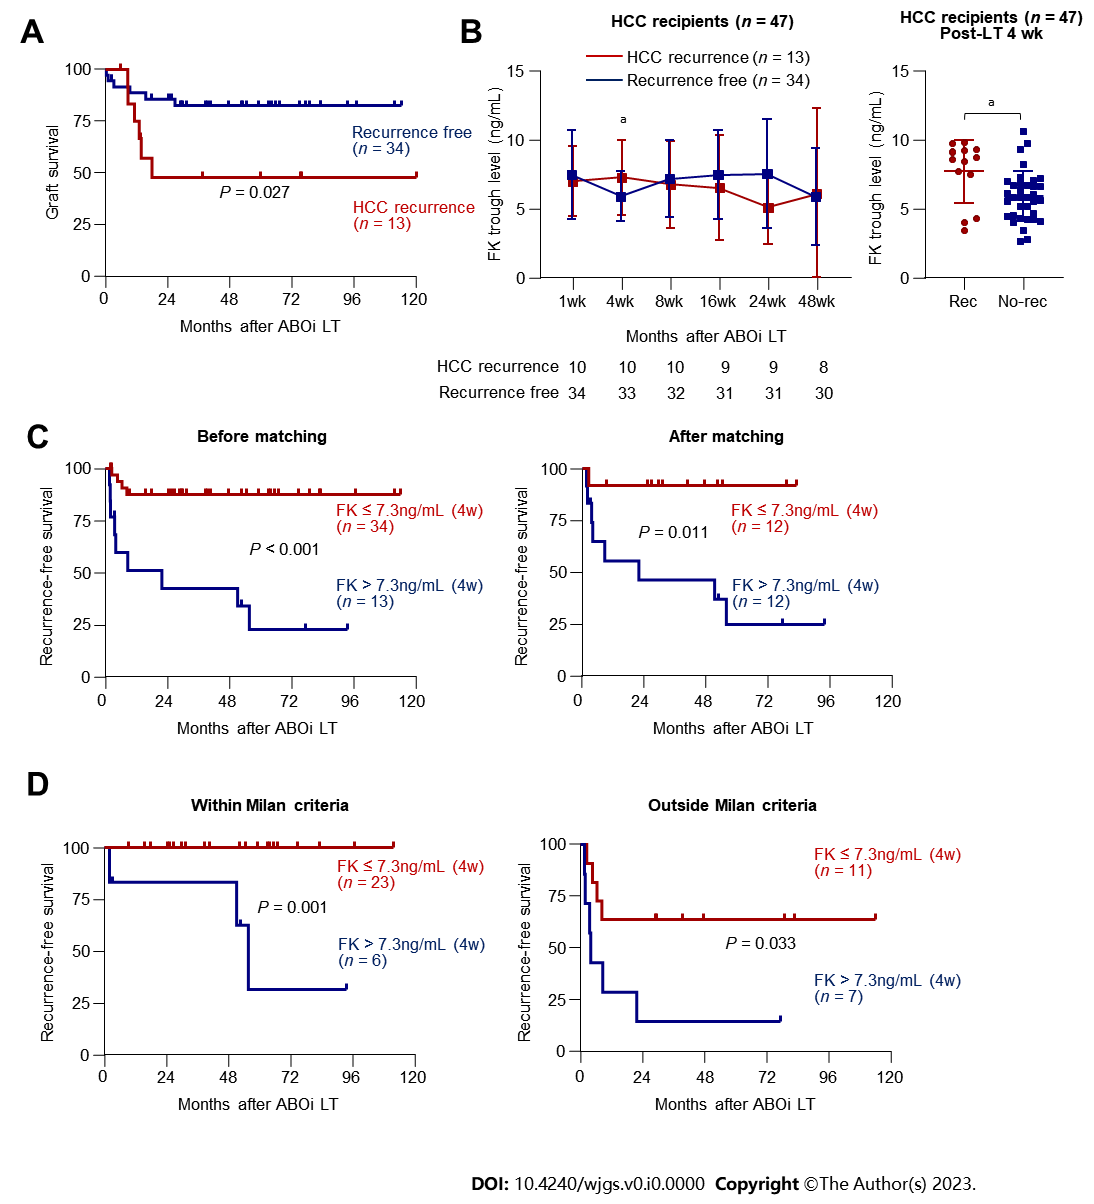 A
100
75
50
25
0
Graft survival
Recurrence free
(n = 34)
P = 0.027
HCC recurrence
(n = 13)
0 24 48 72 96 120
Months after ABOi LT
B
HCC recipients (n = 47)
HCC recurrence (n = 13)
Recurrence free (n = 34)
15
10
5
0
FK trough level (ng/mL)
a
1wk 4wk 8wk 16wk 24wk 48wk
Months after ABOi LT
HCC recurrence 10 10 10 9 9 8
Recurrence free 34 33 32 31 31 30
HCC recipients (n = 47)
Post-LT 4 wk
15
10
5
0
FK trough level (ng/mL)
a
Rec No-rec
C
Before matching
100
75
50
25
0
Recurrence-free survival
FK ≤ 7.3ng/mL (4w)
(n = 34)
P < 0.001
FK > 7.3ng/mL (4w)
(n = 13)
0 24 48 72 96 120
Months after ABOi LT
After matching
100
75
50
25
0
Recurrence-free survival
FK ≤ 7.3ng/mL (4w)
(n = 12)
P = 0.011
FK > 7.3ng/mL (4w)
(n = 12)
0 24 48 72 96 120
Months after ABOi LT
D
Within Milan criteria
100
75
50
25
0
Recurrence-free survival
FK ≤ 7.3ng/mL (4w)
(n = 23)
P = 0.001
FK > 7.3ng/mL (4w)
(n = 6)
0 24 48 72 96 120
Months after ABOi LT
Outside Milan criteria
100
75
50
25
0
Recurrence-free survival
FK ≤ 7.3ng/mL (4w)
(n = 11)
P = 0.033
FK > 7.3ng/mL (4w)
(n = 7)
0 24 48 72 96 120
Months after ABOi LT
DOI: 10.4240/wjgs.v0.i0.0000 Copyright ©The Author(s) 2023.